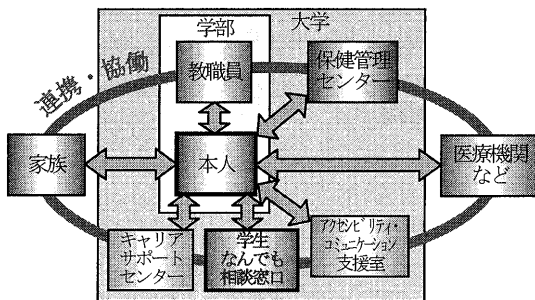 学部
大学
連携・協働
教職員
保健管理
センター
家族
本人
医療機関
など
キャリア
サポート
センター
学生
なんでも
相談窓口
アクセシビリティ・
コミュニケーション
支援室